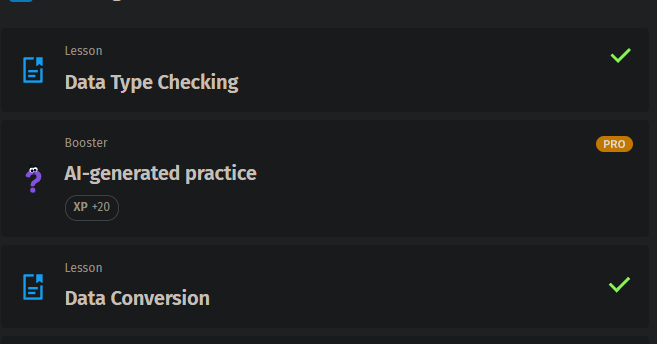 Lesson
Data Type Checking
Booster
PRO
AI-generated practice
XP +20
Lesson
Data Conversion